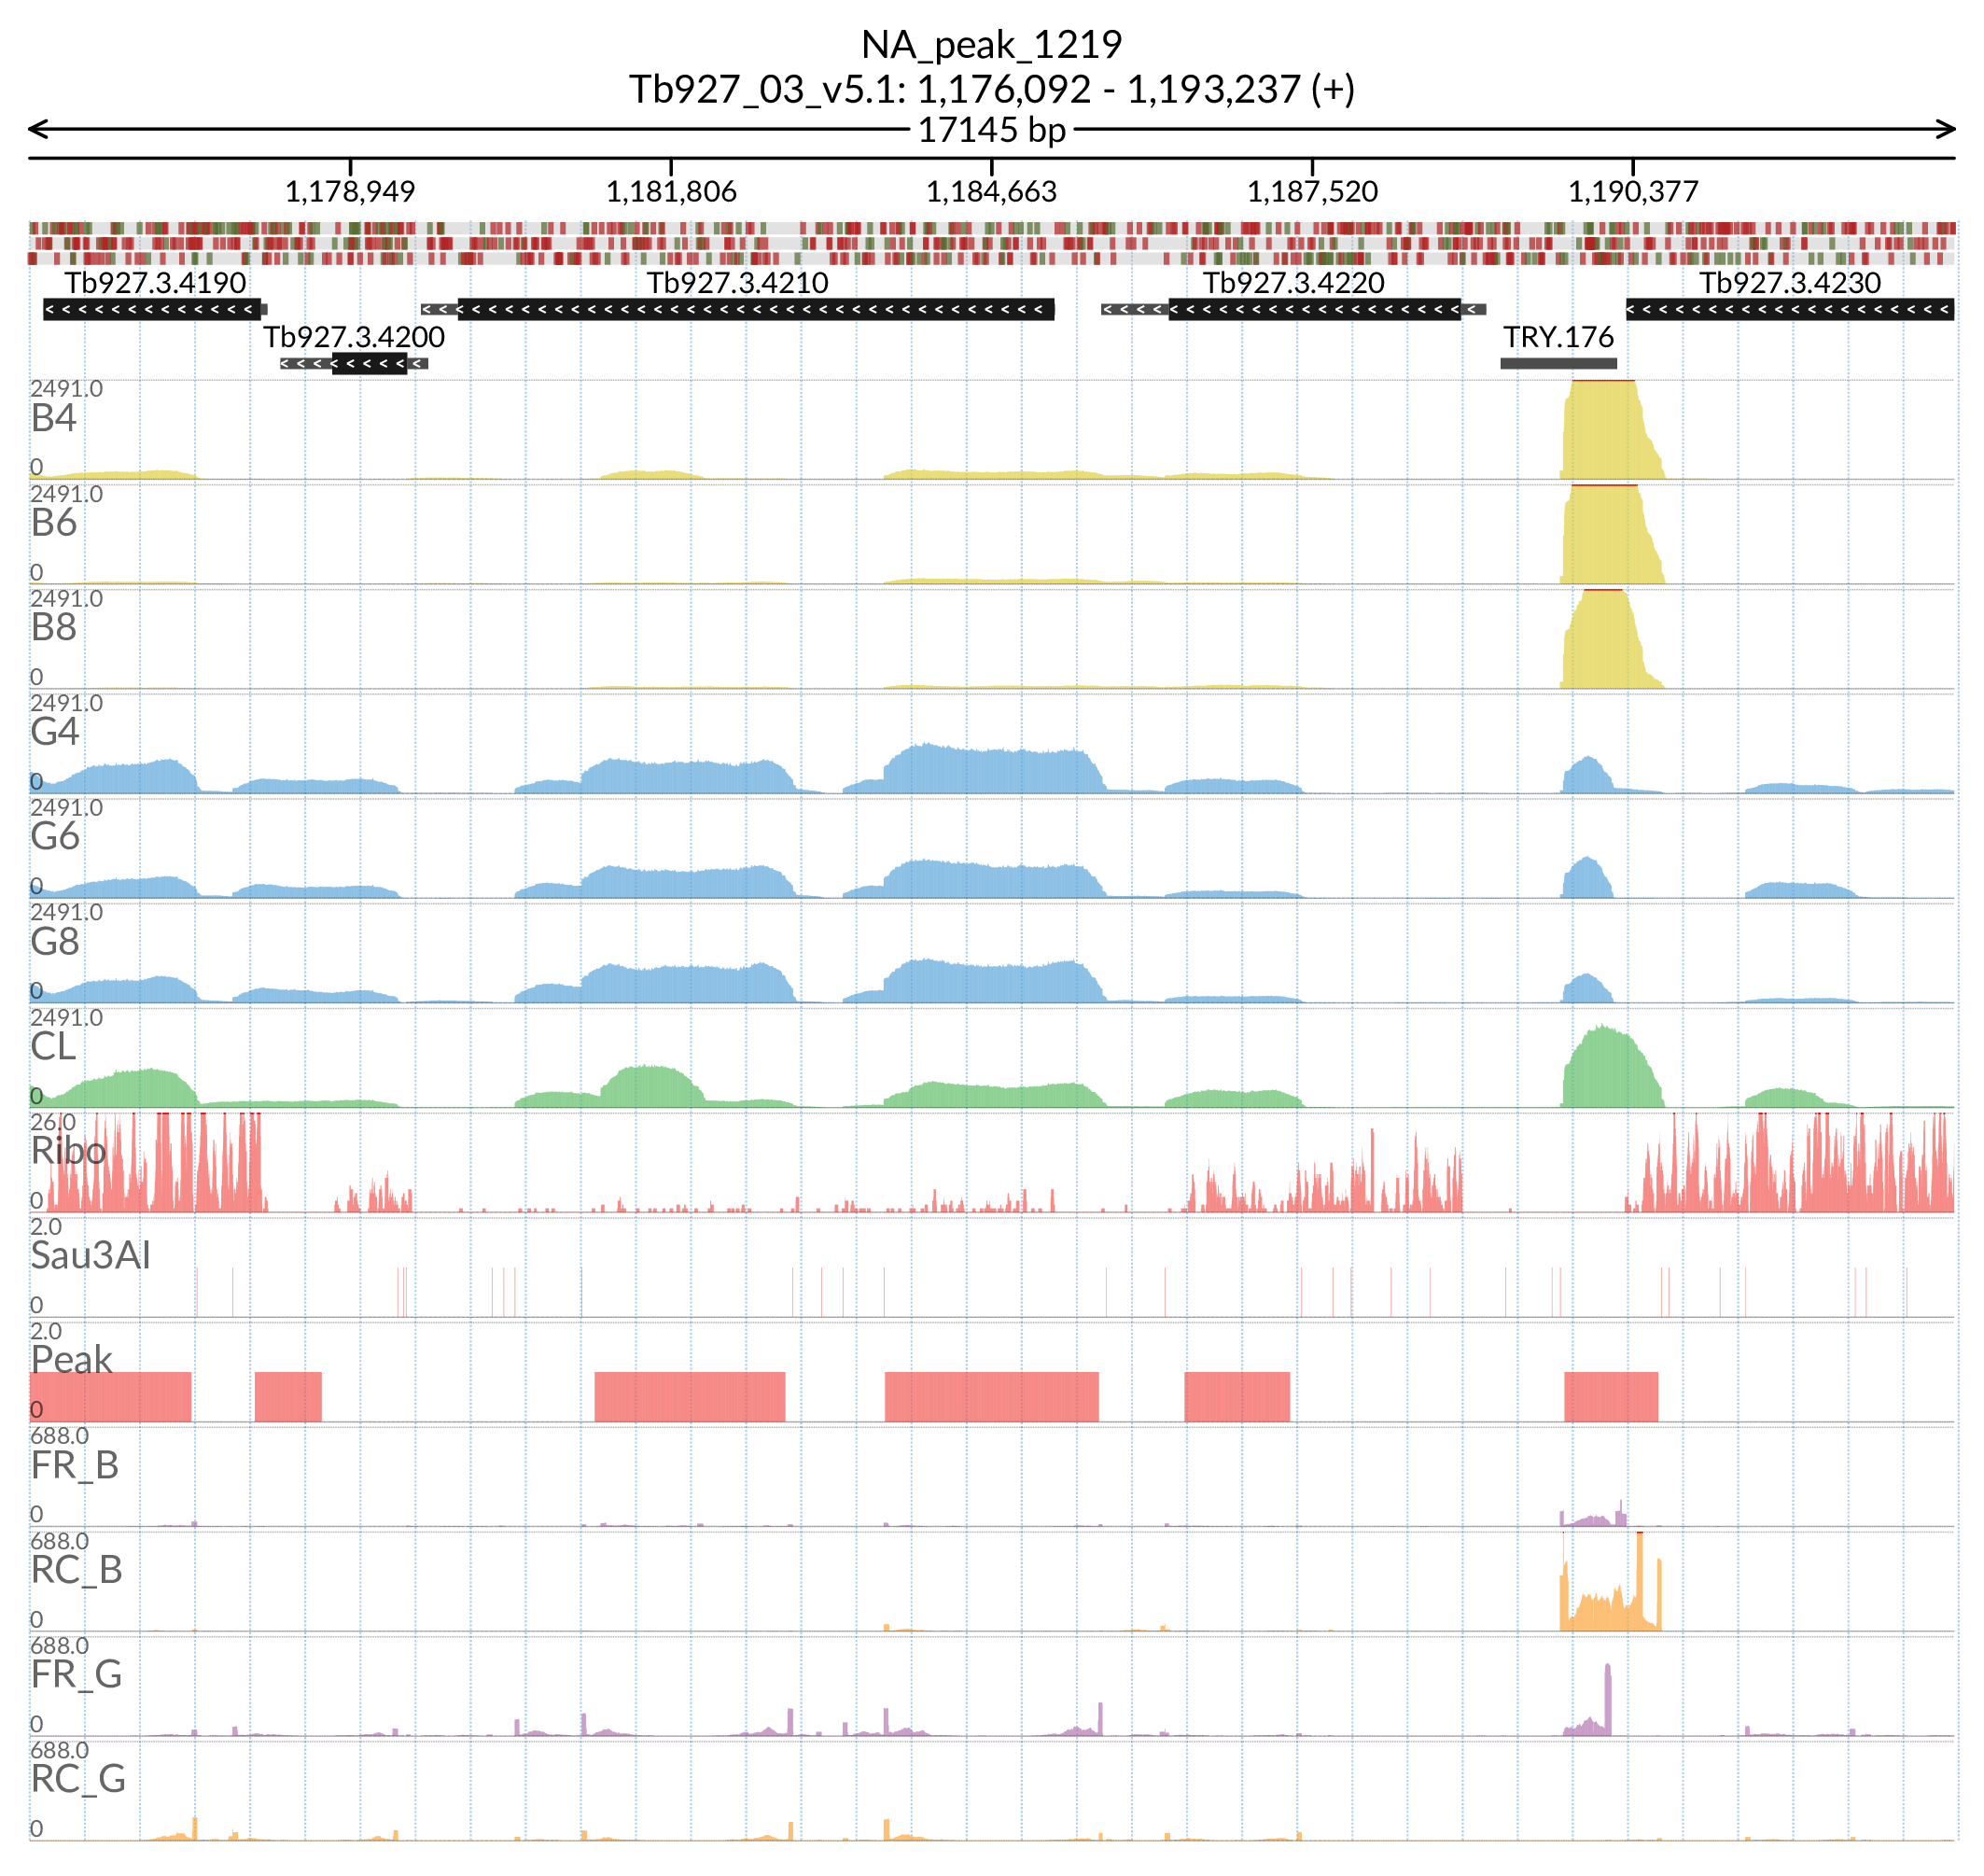 NA_peak_1219
Tb927_03_v5.1: 1,176,092 - 1,193,237 (+)
17145 bp
1,178,949 1,181,806 1,184,663 1,187,520 1,190,377
Tb927.3.4190 Tb927.3.4210 Tb927.3.4220 Tb927.3.4230
Tb927.3.4200 TRY.176
2491.0
B4
0
2491.0
B6
0
2491.0
B8
0
2491.0
G4
0
2491.0
G6
0
2491.0
G8
0
2491.0
CL
0
26.0
Ribo
0
2.0
Sau3AI
0
2.0
Peak
0
688.0
FR_B
0
688.0
RC_B
0
688.0
FR_G
0
688.0
RC_G
0